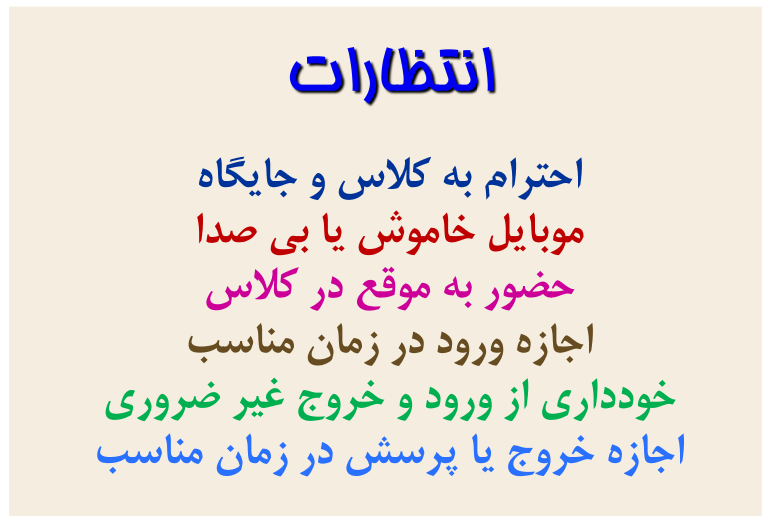 انتظارات
احترام به کلاس و جایگاه
موبایل خاموش یا بی صدا
حضور به موقع در کلاس
اجازه ورود در زمان مناسب
خودداری از ورود و خروج غیر ضروری
اجازه خروج یا پرسش در زمان مناسب